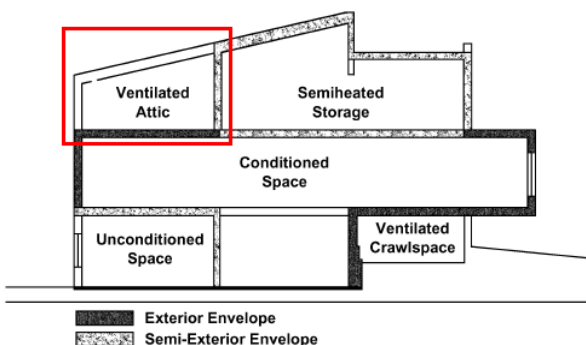 Ventilated
Attic
Semiheated
Storage
Conditioned
Space
Unconditioned
Space
Ventilated
Crawlspace
Exterior Envelope
Semi-Exterior Envelope